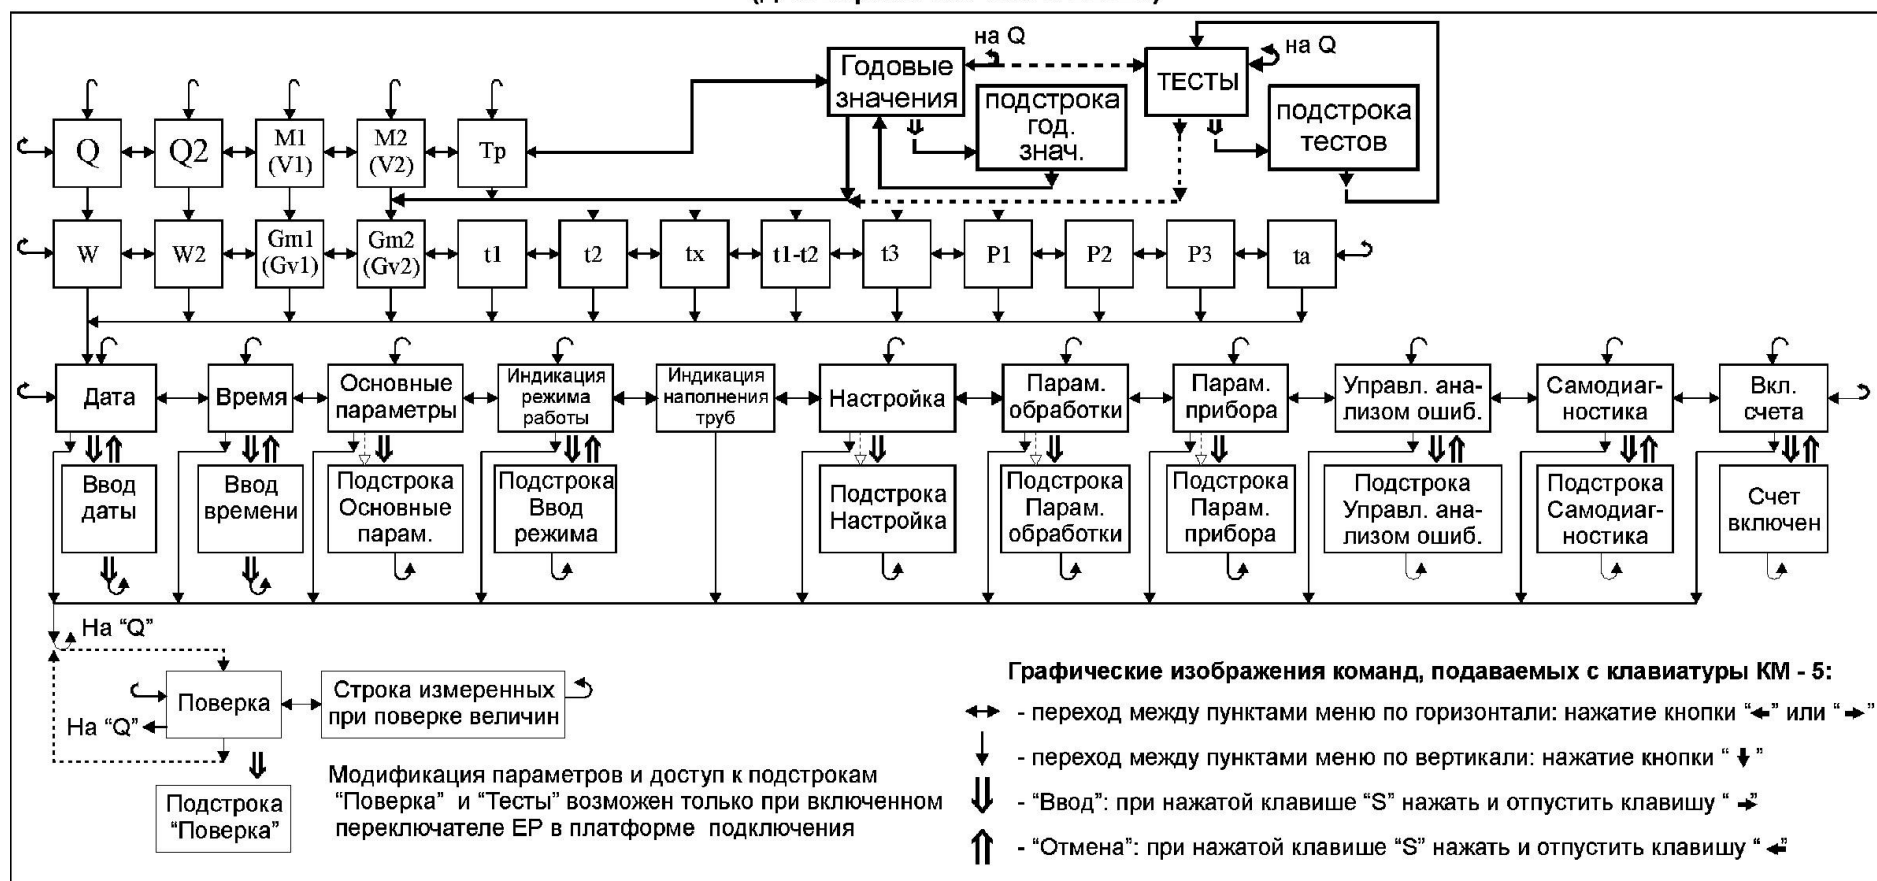 на Q
на Q
Годовые
значения
ТЕСТЫ
подстрока
год.
знач.
подстрока
тестов
Q
Q2
M1
(V1)
M2
(V2)
Tp
W
W2
Gm1
(Gv1)
Gm2
(Gv2)
t1
t2
tx
t1-t2
t3
P1
P2
P3
ta
Дата
Время
Основные
параметры
Индикация
режима
работы
Индикация
наполнения
труб
Настройка
Парам.
обработки
Парам.
прибора
Управл. ана-
лизом ошиб.
Самодиаг-
ностика
Вкл.
счета
Ввод
даты
Ввод
времени
Подстрока
Основные
парам.
Подстрока
Ввод
режима
Подстрока
Настройка
Подстрока
Парам.
обработки
Подстрока
Парам.
прибора
Подстрока
Управл. ана-
лизом ошиб.
Подстрока
Самодиаг-
ностика
Счет
включен
На “Q”
Поверка
Строка измеренных
при поверке величин
На “Q”
Подстрока
“Поверка”
Модификация параметров и доступ к подстрокам
“Поверка” и “Тесты” возможен только при включенном
переключателе ЕР в платформе подключения
Графические изображения команд, подаваемых с клавиатуры КМ - 5:
↔ - переход между пунктами меню по горизонтали: нажатие кнопки “←” или “→”
↓ - переход между пунктами меню по вертикали: нажатие кнопки “↓”
⇓ - “Ввод”: при нажатой клавише “S” нажать и отпустить клавишу “→”
⇑ - “Отмена”: при нажатой клавише “S” нажать и отпустить клавишу “←”